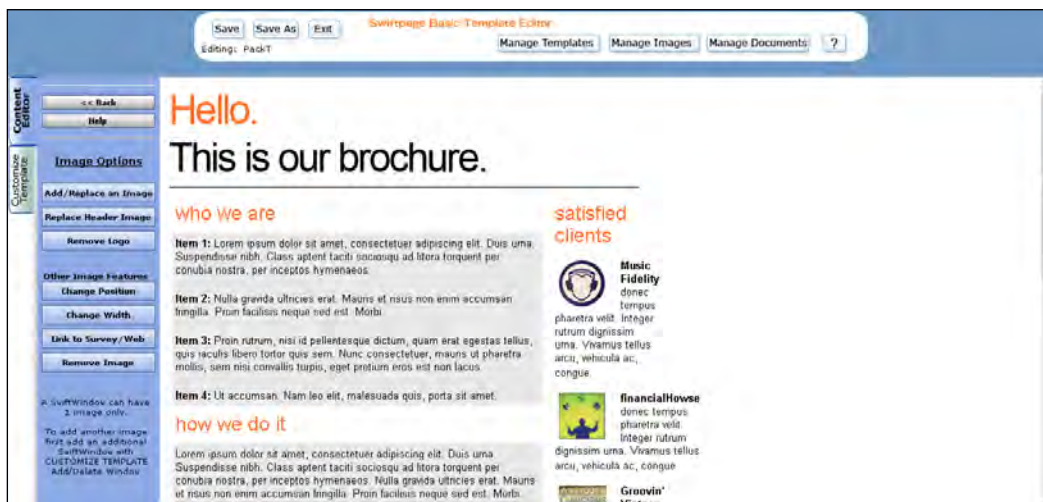 Swiftpage Basic Template Editor
Save
Save As
Exit
Editing: PackT
Manage Templates
Manage Images
Manage Documents
?
Content
Editor
Customize
Template
<< Back
Help
Image Options
Add/Replace an Image
Replace Header Image
Remove Logo
Other Image Features
Change Position
Change Width
Link to Survey/Web
Remove Image
A SwiftWindow can have
1 image only.
To add another image
first add an additional
SwiftWindow with
CUSTOMIZE TEMPLATE
Add/Delete Window
Hello.
This is our brochure.
who we are
Item 1: Lorem ipsum dolor sit amet, consectetuer adipiscing elit. Duis urna.
Suspendisse nibh. Class aptent taciti sociosqu ad litora torquent per
conubia nostra, per inceptos hymenaeos.
Item 2: Nulla gravida ultricies erat. Mauris et risus non enim accumsan
fringilla. Proin facilisis neque sed est. Morbi.
Item 3: Proin rutrum, nisi id pellentesque dictum, quam erat egestas tellus,
quis iaculis libero tortor quis sem. Nunc consectetuer, mauris ut pharetra
mollis, sem nisi convallis turpis, eget pretium eros est non lacus.
Item 4: Ut accumsan. Nam leo elit, malesuada quis, porta sit amet.
how we do it
Lorem ipsum dolor sit amet, consectetuer adipiscing elit. Duis urna.
Suspendisse nibh. Class aptent taciti sociosqu ad litora torquent per
conubia nostra, per inceptos hymenaeos. Nulla gravida ultricies erat. Mauris
et risus non enim accumsan fringilla. Proin facilisis neque sed est. Morbi.
satisfied
clients
Music
Fidelity
donec
tempus
pharetra velit. Integer
rutrum dignissim
urna. Vivamus tellus
arcu, vehicula ac,
congue.
financialHowse
donec tempus
pharetra velit.
Integer rutrum
dignissim urna. Vivamus tellus
arcu, vehicula ac, congue
Groovin'